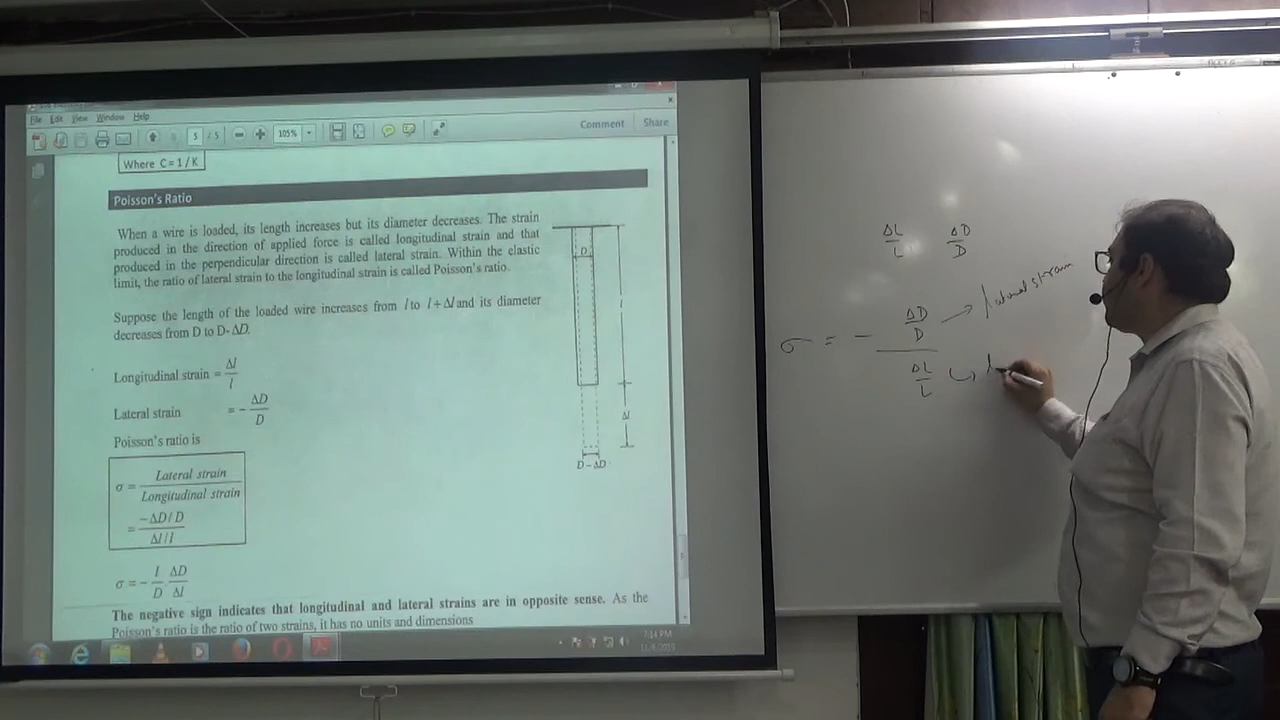 File Edit View Window Help
5 / 5
105%
Comment
Share
Where C=1/K
Poisson's Ratio
When a wire is loaded, its length increases but its diameter decreases. The strain
produced in the direction of applied force is called longitudinal strain and that
produced in the perpendicular direction is called lateral strain. Within the elastic
limit, the ratio of lateral strain to the longitudinal strain is called Poisson's ratio.
Suppose the length of the loaded wire increases from l to l + Δl and its diameter
decreases from D to D- ΔD.
Longitudinal strain = Δl / l
Lateral strain = - ΔD / D
Poisson's ratio is
σ = Lateral strain / Longitudinal strain
= -ΔD / D / Δl / l
σ = - l / D ΔD / Δl
The negative sign indicates that longitudinal and lateral strains are in opposite sense. As the
Poisson's ratio is the ratio of two strains, it has no units and dimensions
D
l
Δl
D - ΔD
7:14 PM
ΔL / L ΔD / D
σ = - ΔD / D → lateral strain
ΔL / L